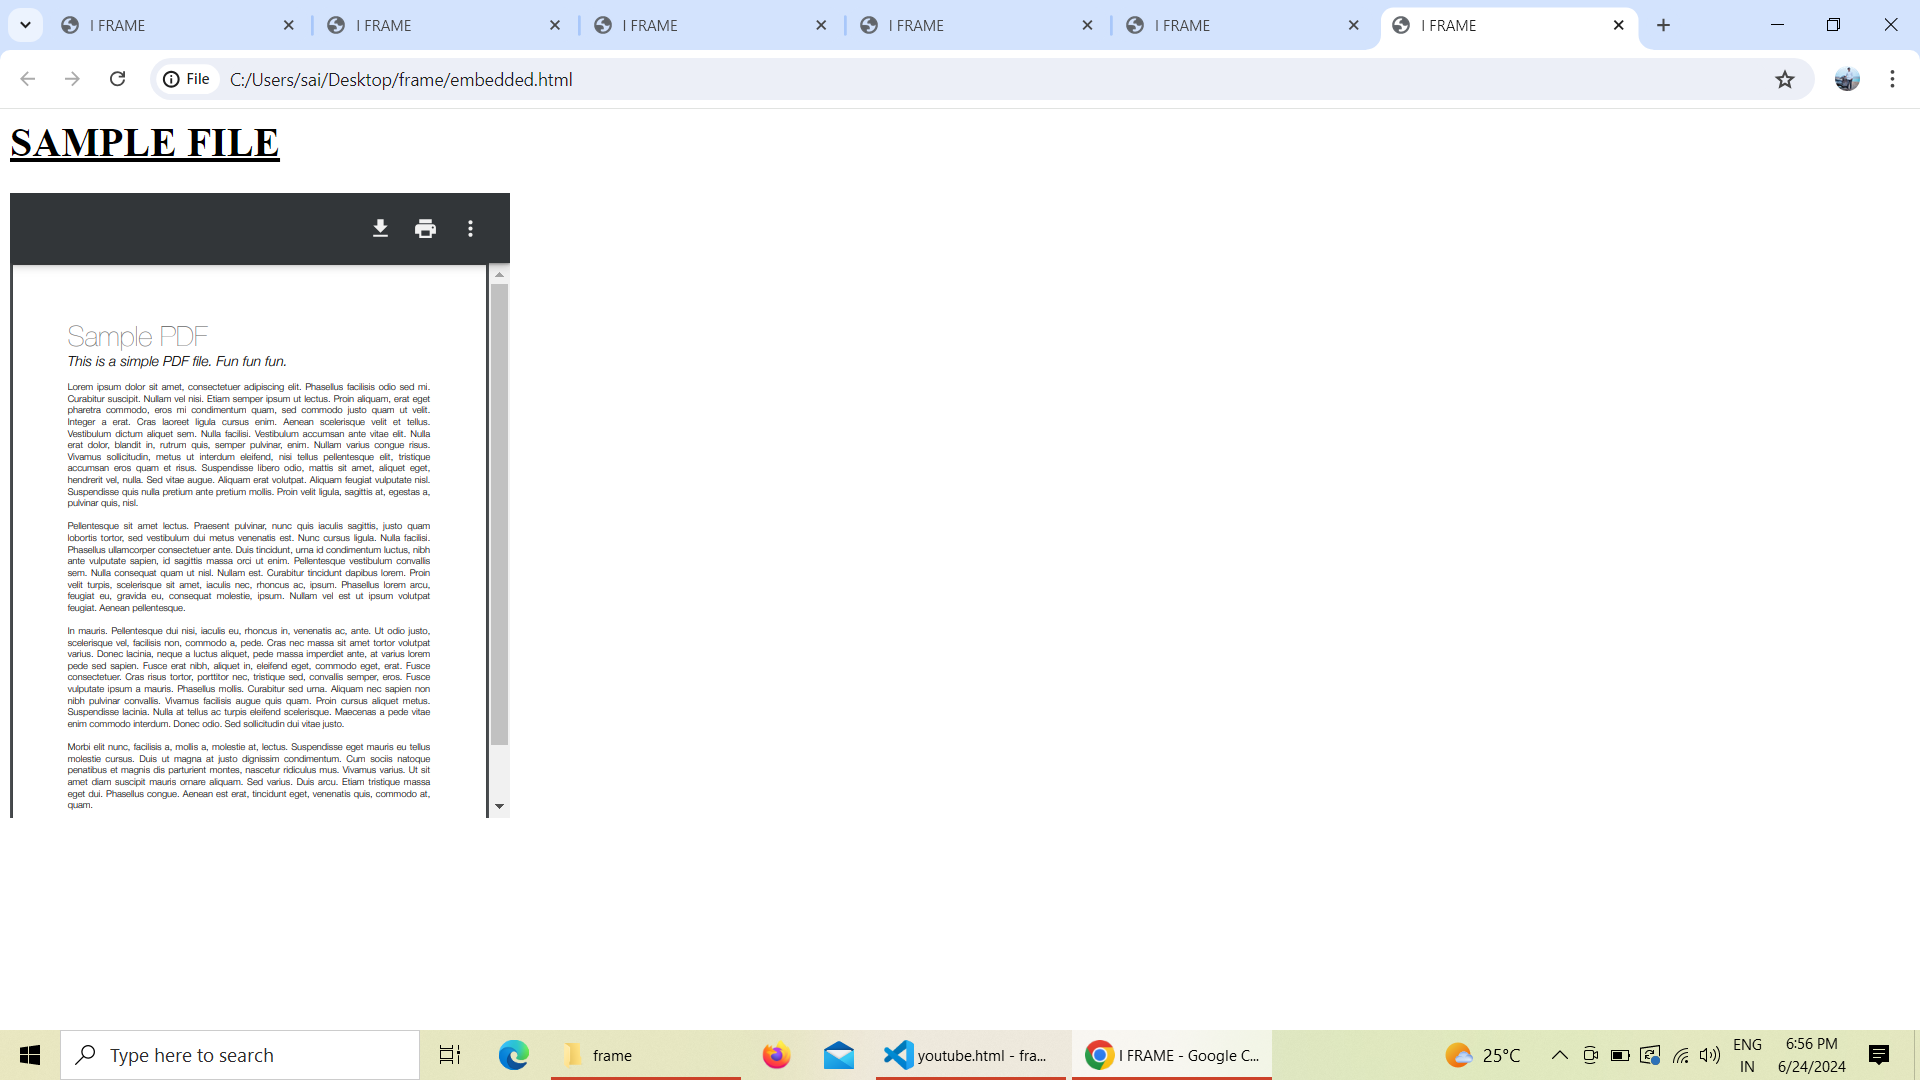 I FRAME
I FRAME
I FRAME
I FRAME
I FRAME
I FRAME
File C:/Users/sai/Desktop/frame/embedded.html
SAMPLE FILE
Sample PDF
This is a simple PDF file. Fun fun fun.
Lorem ipsum dolor sit amet, consectetuer adipiscing elit. Phasellus facilisis odio sed mi.
Curabitur suscipit. Nullam vel nisi. Etiam semper ipsum ut lectus. Proin aliquam, erat eget
pharetra commodo, eros mi condimentum quam, sed commodo justo quam ut velit.
Integer a erat. Cras laoreet ligula cursus enim. Aenean scelerisque velit et tellus.
Vestibulum dictum aliquet sem. Nulla facilisi. Vestibulum accumsan ante vitae elit. Nulla
erat dolor, blandit in, rutrum quis, semper pulvinar, enim. Nullam varius congue risus.
Vivamus sollicitudin, metus ut interdum eleifend, nisi tellus pellentesque elit, tristique
accumsan eros quam et risus. Suspendisse libero odio, mattis sit amet, aliquet eget,
hendrerit vel, nulla. Sed vitae augue. Aliquam erat volutpat. Aliquam feugiat vulputate nisl.
Suspendisse quis nulla pretium ante pretium mollis. Proin velit ligula, sagittis at, egestas a,
pulvinar quis, nisl.
Pellentesque sit amet lectus. Praesent pulvinar, nunc quis iaculis sagittis, justo quam
lobortis tortor, sed vestibulum dui metus venenatis est. Nunc cursus ligula. Nulla facilisi.
Phasellus ullamcorper consectetuer ante. Duis tincidunt, urna id condimentum luctus, nibh
ante vulputate sapien, id sagittis massa orci ut enim. Pellentesque vestibulum convallis
sem. Nulla consequat quam ut nisl. Nullam est. Curabitur tincidunt dapibus lorem. Proin
velit turpis, scelerisque sit amet, iaculis nec, rhoncus ac, ipsum. Phasellus lorem arcu,
feugiat eu, gravida eu, consequat molestie, ipsum. Nullam vel est ut ipsum volutpat
feugiat. Aenean pellentesque.
In mauris. Pellentesque dui nisi, iaculis eu, rhoncus in, venenatis ac, ante. Ut odio justo,
scelerisque vel, facilisis non, commodo a, pede. Cras nec massa sit amet tortor volutpat
varius. Donec lacinia, neque a luctus aliquet, pede massa imperdiet ante, at varius lorem
pede sed sapien. Fusce erat nibh, aliquet in, eleifend eget, commodo eget, erat. Fusce
consectetuer. Cras risus tortor, porttitor nec, tristique sed, convallis semper, eros. Fusce
vulputate ipsum a mauris. Phasellus mollis. Curabitur sed urna. Aliquam nec sapien non
nibh pulvinar convallis. Vivamus facilisis augue quis quam. Proin cursus aliquet metus.
Suspendisse lacinia. Nulla at tellus ac turpis eleifend scelerisque. Maecenas a pede vitae
enim commodo interdum. Donec odio. Sed sollicitudin dui vitae justo.
Morbi elit nunc, facilisis a, mollis a, molestie at, lectus. Suspendisse eget mauris eu tellus
molestie cursus. Duis ut magna at justo dignissim condimentum. Cum sociis natoque
penatibus et magnis dis parturient montes, nascetur ridiculus mus. Vivamus varius. Ut sit
amet diam suscipit mauris ornare aliquam. Sed varius. Duis arcu. Etiam tristique massa
eget dui. Phasellus congue. Aenean est erat, tincidunt eget, venenatis quis, commodo at,
quam.
Type here to search
frame
youtube.html - fra...
I FRAME - Google C...
25°C
ENG
IN
6:56 PM
6/24/2024